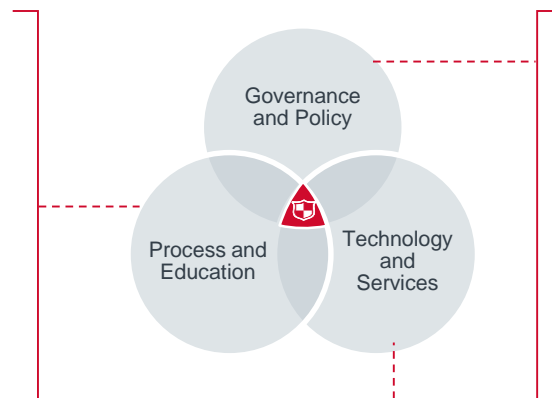 Governance
and Policy
Process and
Education
Technology
and
Services